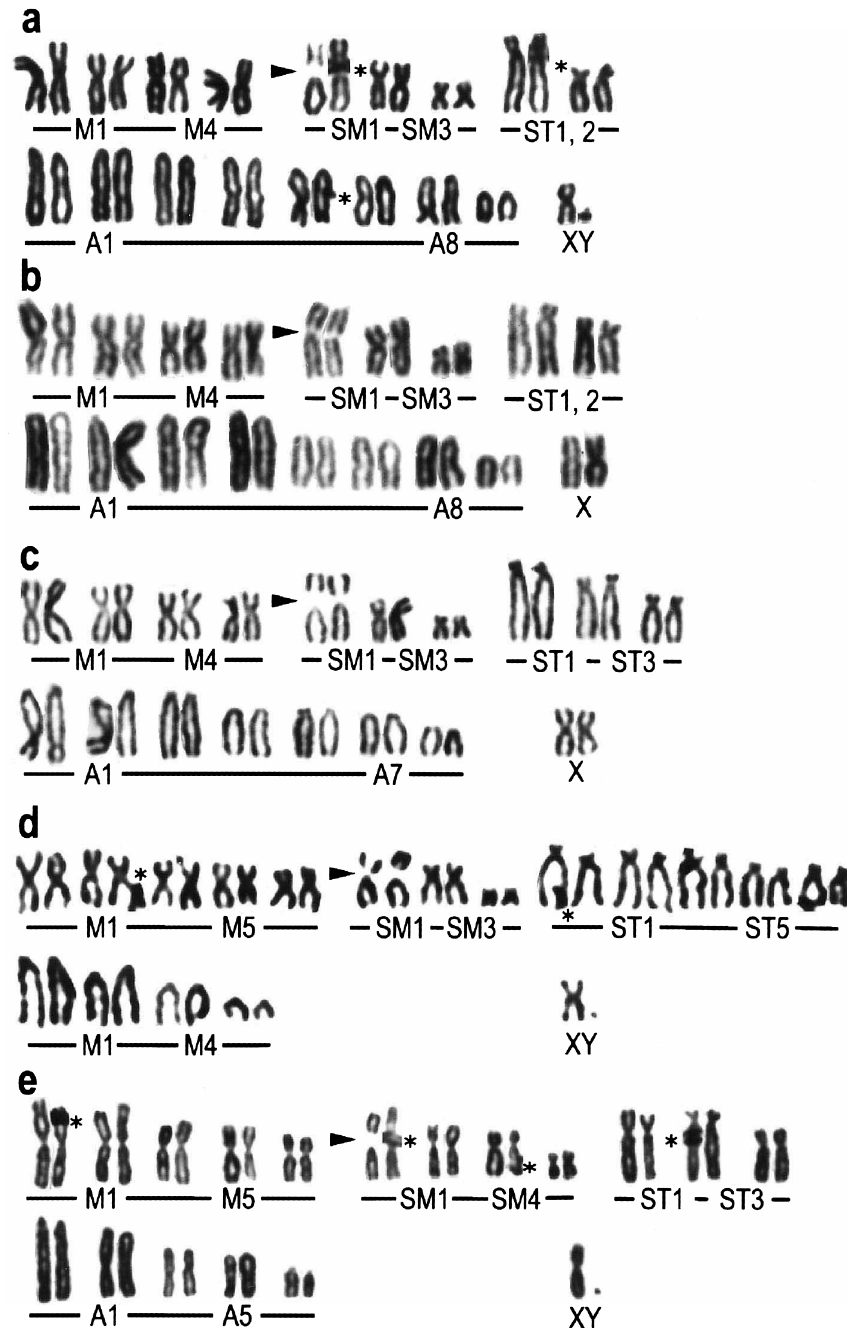 a
* *
M1 M4 SM1 SM3 ST1, 2
*
A1 A8 XY
b
M1 M4 SM1 SM3 ST1, 2
A1 A8 X
c
M1 M4 SM1 SM3 ST1 ST3
A1 A7 X
d
*
*
M1 M5 SM1 SM3 ST1 ST5
M1 M4 XY
e
* * * *
M1 M5 SM1 SM4 ST1 ST3
A1 A5 XY